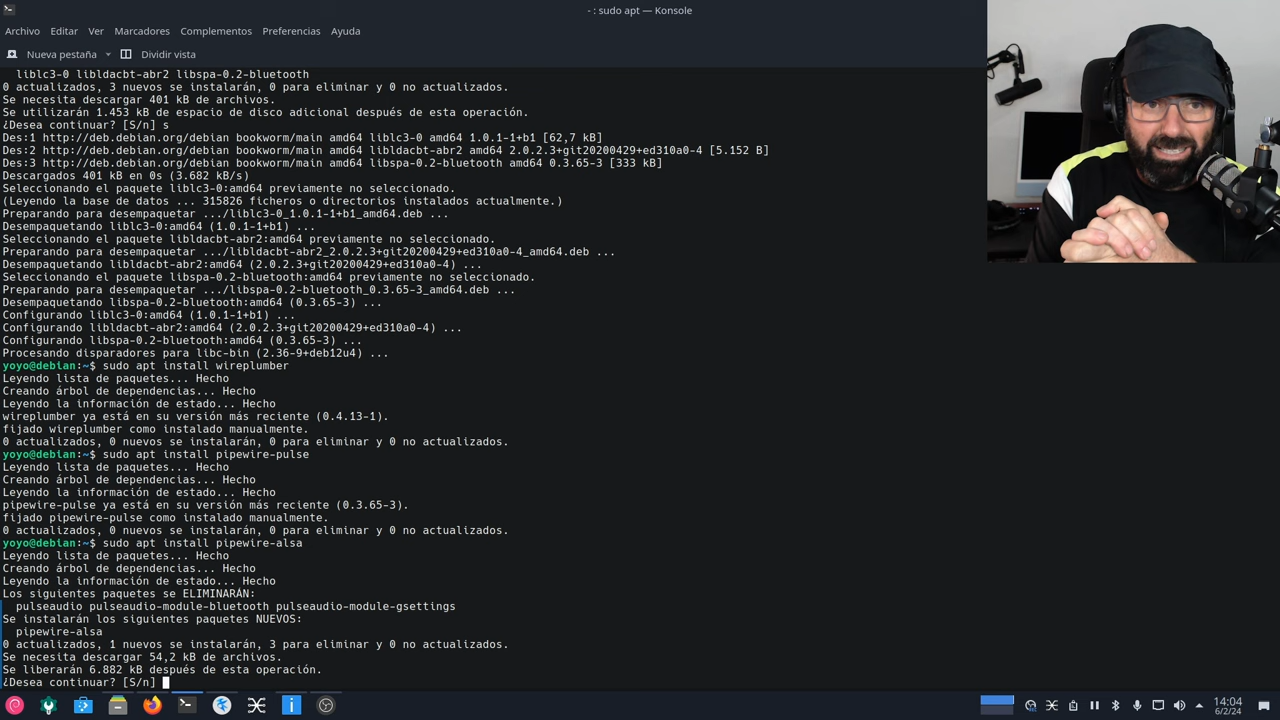 - : sudo apt — Konsole
Archivo Editar Ver Marcadores Complementos Preferencias Ayuda
Nueva pestaña Dividir vista
liblc3-0 libldacbt-abr2 libspa-0.2-bluetooth
0 actualizados, 3 nuevos se instalarán, 0 para eliminar y 0 no actualizados.
Se necesita descargar 401 kB de archivos.
Se utilizarán 1.453 kB de espacio de disco adicional después de esta operación.
¿Desea continuar? [S/n] s
Des:1 http://deb.debian.org/debian bookworm/main amd64 liblc3-0 amd64 1.0.1-1+b1 [62,7 kB]
Des:2 http://deb.debian.org/debian bookworm/main amd64 libldacbt-abr2 amd64 2.0.2.3+git20200429+ed310a0-4 [5.152 B]
Des:3 http://deb.debian.org/debian bookworm/main amd64 libspa-0.2-bluetooth amd64 0.3.65-3 [333 kB]
Descargados 401 kB en 0s (3.682 kB/s)
Seleccionando el paquete liblc3-0:amd64 previamente no seleccionado.
(Leyendo la base de datos ... 315826 ficheros o directorios instalados actualmente.)
Preparando para desempaquetar .../liblc3-0_1.0.1-1+b1_amd64.deb ...
Desempaquetando liblc3-0:amd64 (1.0.1-1+b1) ...
Seleccionando el paquete libldacbt-abr2:amd64 previamente no seleccionado.
Preparando para desempaquetar .../libldacbt-abr2_2.0.2.3+git20200429+ed310a0-4_amd64.deb ...
Desempaquetando libldacbt-abr2:amd64 (2.0.2.3+git20200429+ed310a0-4) ...
Seleccionando el paquete libspa-0.2-bluetooth:amd64 previamente no seleccionado.
Preparando para desempaquetar .../libspa-0.2-bluetooth_0.3.65-3_amd64.deb ...
Desempaquetando libspa-0.2-bluetooth:amd64 (0.3.65-3) ...
Configurando liblc3-0:amd64 (1.0.1-1+b1) ...
Configurando libldacbt-abr2:amd64 (2.0.2.3+git20200429+ed310a0-4) ...
Configurando libspa-0.2-bluetooth:amd64 (0.3.65-3) ...
Procesando disparadores para libc-bin (2.36-9+deb12u4) ...
yoyo@debian:~$ sudo apt install wireplumber
Leyendo lista de paquetes... Hecho
Creando árbol de dependencias... Hecho
Leyendo la información de estado... Hecho
wireplumber ya está en su versión más reciente (0.4.13-1).
fijado wireplumber como instalado manualmente.
0 actualizados, 0 nuevos se instalarán, 0 para eliminar y 0 no actualizados.
yoyo@debian:~$ sudo apt install pipewire-pulse
Leyendo lista de paquetes... Hecho
Creando árbol de dependencias... Hecho
Leyendo la información de estado... Hecho
pipewire-pulse ya está en su versión más reciente (0.3.65-3).
fijado pipewire-pulse como instalado manualmente.
0 actualizados, 0 nuevos se instalarán, 0 para eliminar y 0 no actualizados.
yoyo@debian:~$ sudo apt install pipewire-alsa
Leyendo lista de paquetes... Hecho
Creando árbol de dependencias... Hecho
Leyendo la información de estado... Hecho
Los siguientes paquetes se ELIMINARÁN:
pulseaudio pulseaudio-module-bluetooth pulseaudio-module-gsettings
Se instalarán los siguientes paquetes NUEVOS:
pipewire-alsa
0 actualizados, 1 nuevos se instalarán, 3 para eliminar y 0 no actualizados.
Se necesita descargar 54,2 kB de archivos.
Se liberarán 6.882 kB después de esta operación.
¿Desea continuar? [S/n]
14:04
6/2/24